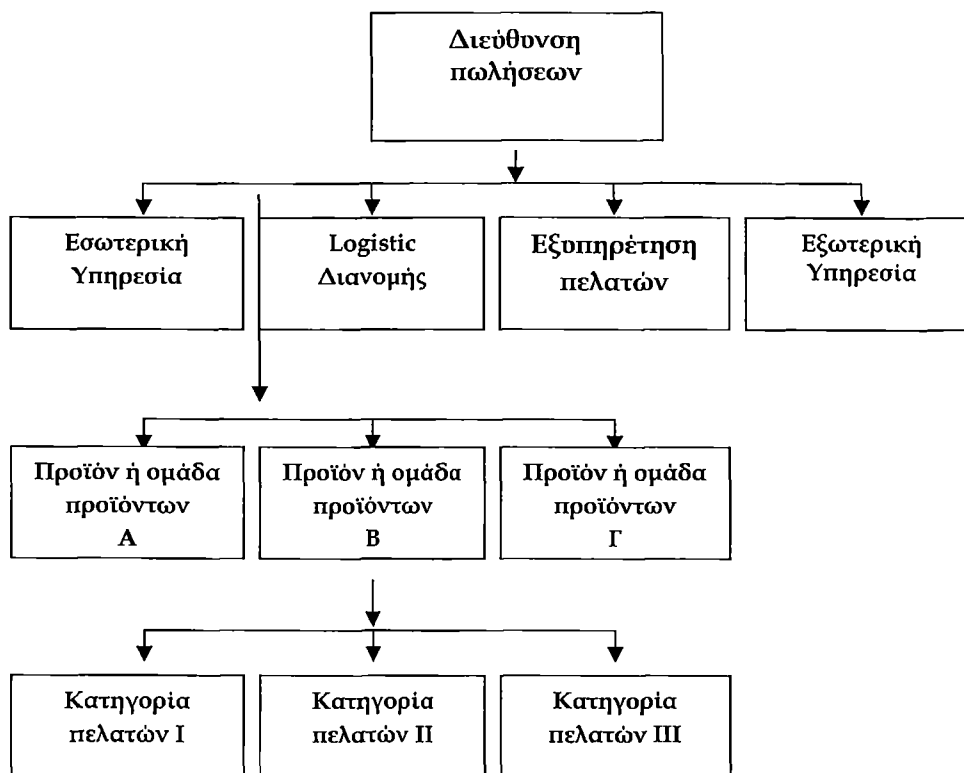 Διεύθυνση
πωλήσεων
Εσωτερική
Υπηρεσία
Logistic
Διανομής
Εξυπηρέτηση
πελατών
Εξωτερική
Υπηρεσία
Προϊόν ή ομάδα
προϊόντων
Α
Προϊόν ή ομάδα
προϊόντων
Β
Προϊόν ή ομάδα
προϊόντων
Γ
Κατηγορία
πελατών Ι
Κατηγορία
πελατών ΙΙ
Κατηγορία
πελατών ΙΙΙ